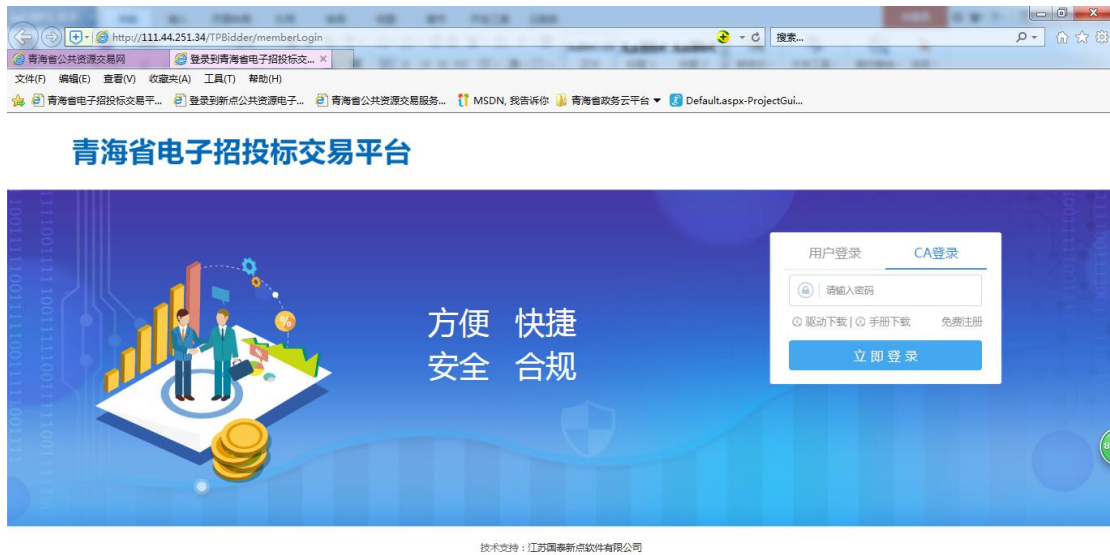 http://111.44.251.34/TPBidder/memberLogin
搜索...
青海省公共资源交易网
登录到青海省电子招投标交... ×
文件(F) 编辑(E) 查看(V) 收藏夹(A) 工具(T) 帮助(H)
青海省电子招投标交易平... 登录到新点公共资源电子... 青海省公共资源交易服务... MSDN, 我告诉你 青海省政务云平台 Default.aspx-ProjectGui...
青海省电子招投标交易平台
用户登录 CA登录
请输入密码
驱动下载 | 手册下载 免费注册
立即登录
方便 快捷
安全 合规
技术支持：江苏国泰新点软件有限公司